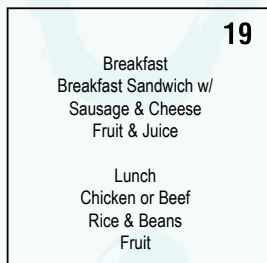 19
Breakfast
Breakfast Sandwich w/
Sausage & Cheese
Fruit & Juice
Lunch
Chicken or Beef
Rice & Beans
Fruit